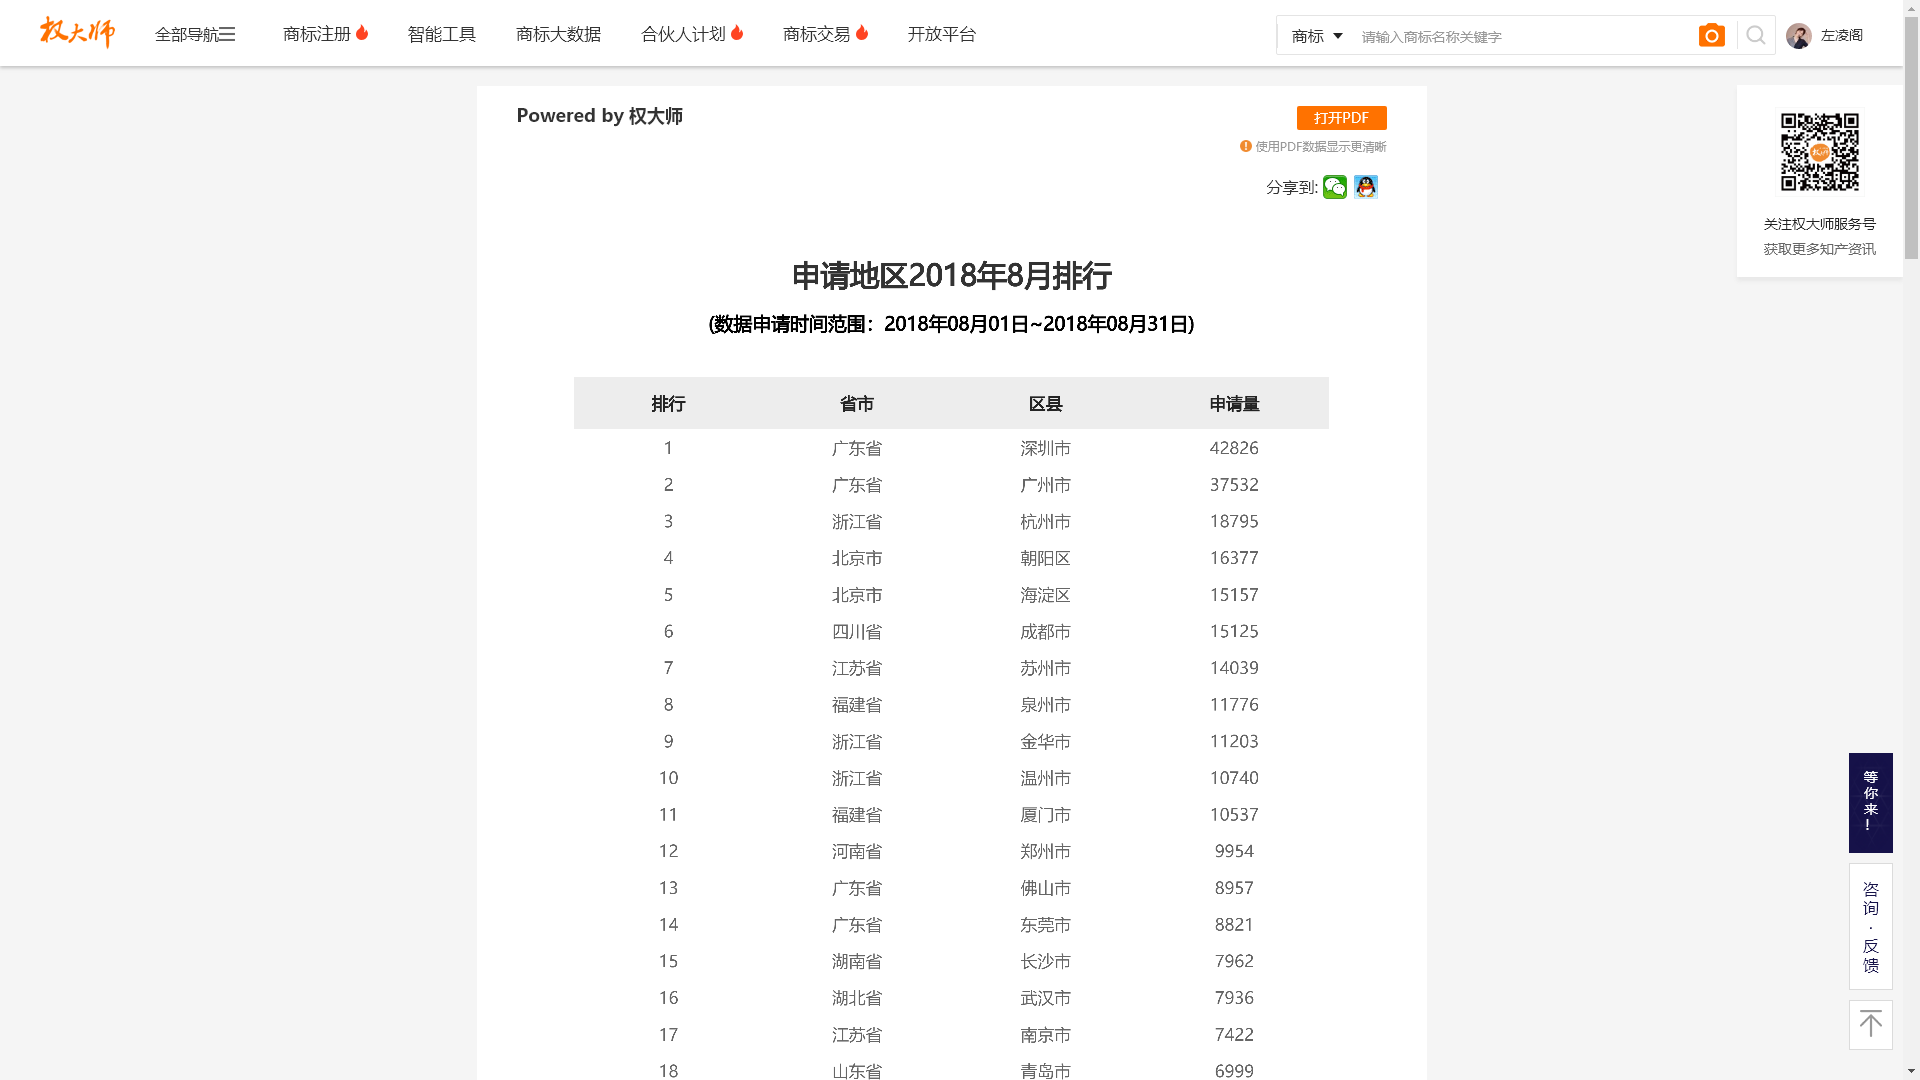 权大师 全部导航 商标注册 智能工具 商标大数据 合伙人计划 商标交易 开放平台 商标 请输入商标名称关键字 左凌阁
Powered by 权大师
打开PDF
使用PDF数据显示更清晰
分享到:
关注权大师服务号
获取更多知产资讯
申请地区2018年8月排行
(数据申请时间范围：2018年08月01日~2018年08月31日)
排行 省市 区县 申请量
1 广东省 深圳市 42826
2 广东省 广州市 37532
3 浙江省 杭州市 18795
4 北京市 朝阳区 16377
5 北京市 海淀区 15157
6 四川省 成都市 15125
7 江苏省 苏州市 14039
8 福建省 泉州市 11776
9 浙江省 金华市 11203
10 浙江省 温州市 10740
11 福建省 厦门市 10537
12 河南省 郑州市 9954
13 广东省 佛山市 8957
14 广东省 东莞市 8821
15 湖南省 长沙市 7962
16 湖北省 武汉市 7936
17 江苏省 南京市 7422
18 山东省 青岛市 6999
等你来!
咨询·反馈